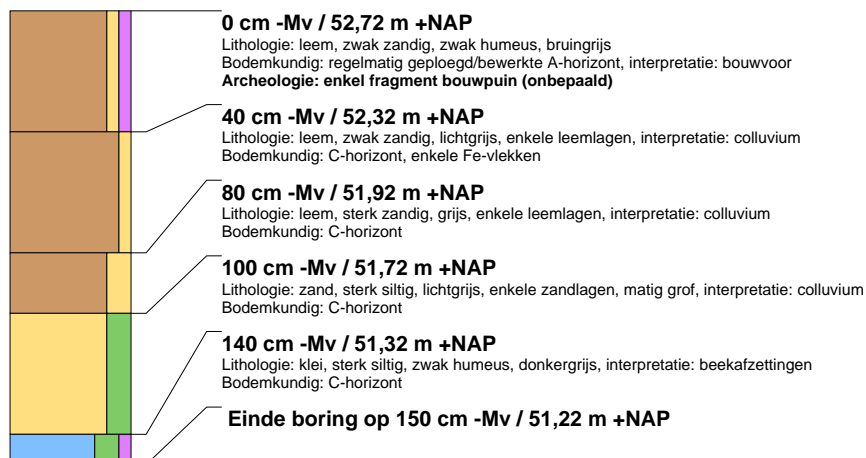 0 cm -Mv / 52,72 m +NAP
Lithologie: leem, zwak zandig, zwak humeus, bruingrijs
Bodemkundig: regelmatig geploegd/bewerkte A-horizont, interpretatie: bouwvoor
Archeologie: enkel fragment bouwpuin (onbepaald)
40 cm -Mv / 52,32 m +NAP
Lithologie: leem, zwak zandig, lichtgrijs, enkele leemlagen, interpretatie: colluvium
Bodemkundig: C-horizont, enkele Fe-vlekken
80 cm -Mv / 51,92 m +NAP
Lithologie: leem, sterk zandig, grijs, enkele leemlagen, interpretatie: colluvium
Bodemkundig: C-horizont
100 cm -Mv / 51,72 m +NAP
Lithologie: zand, sterk siltig, lichtgrijs, enkele zandlagen, matig grof, interpretatie: colluvium
Bodemkundig: C-horizont
140 cm -Mv / 51,32 m +NAP
Lithologie: klei, sterk siltig, zwak humeus, donkergrijs, interpretatie: beekafzettingen
Bodemkundig: C-horizont
Einde boring op 150 cm -Mv / 51,22 m +NAP